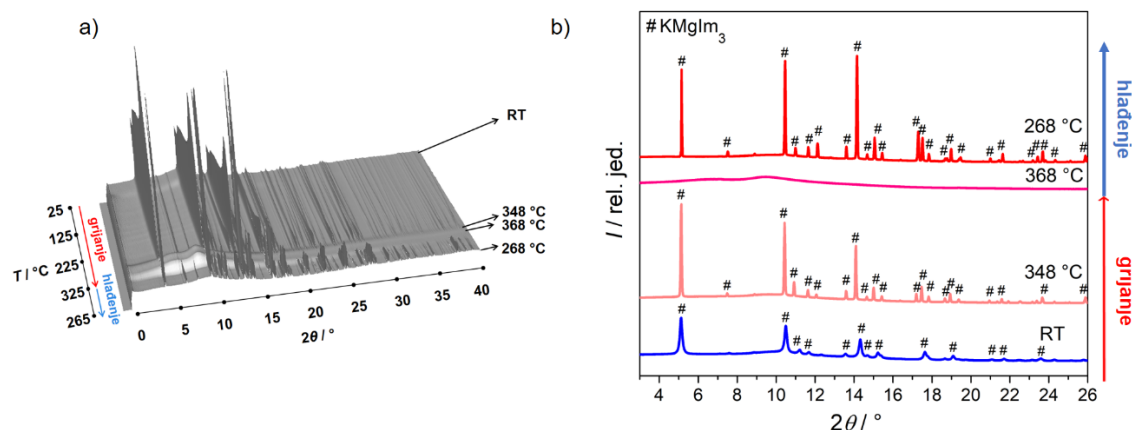 a)
RT
348 °C
368 °C
268 °C
25
125
225
325
265
T / °C
grijanje
hlađenje
0
5
10
15
20
25
30
35
40
2θ / °
b)
# KMgIm3
# # # # # # # # # # # # # # # # # # # # # # #
268 °C
368 °C
# # # # # # # # # # # # # # # # # # # # #
348 °C
# # # # # # # # # # # # # #
RT
I / rel. jed.
4 6 8 10 12 14 16 18 20 22 24 26
2θ / °
hlađenje
grijanje